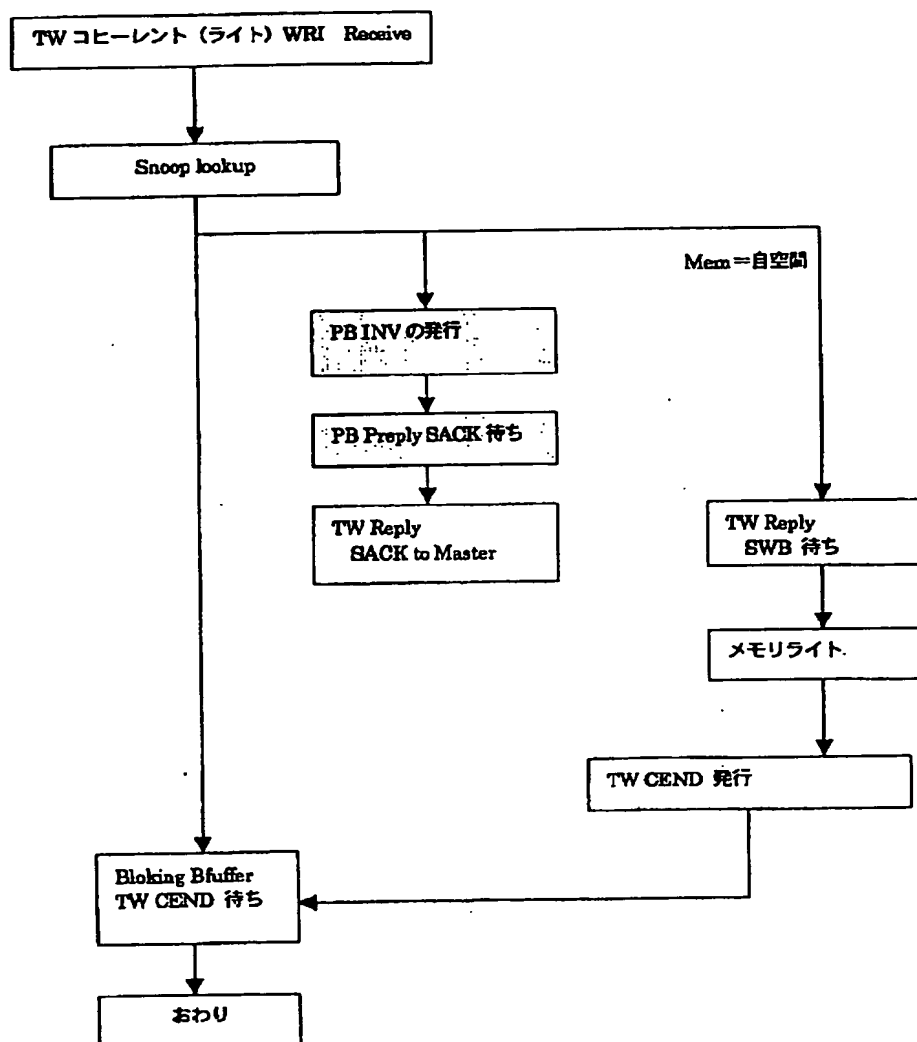 TW コヒーレント（ライト）WRI Receive
Snoop lookup
Mem＝自空間
PB INV の発行
PB Preply SACK 待ち
TW Reply
SACK to Master
TW Reply
SWB 待ち
メモリライト
TW CEND 発行
Bloking Bfuffer
TW CEND 待ち
おわり